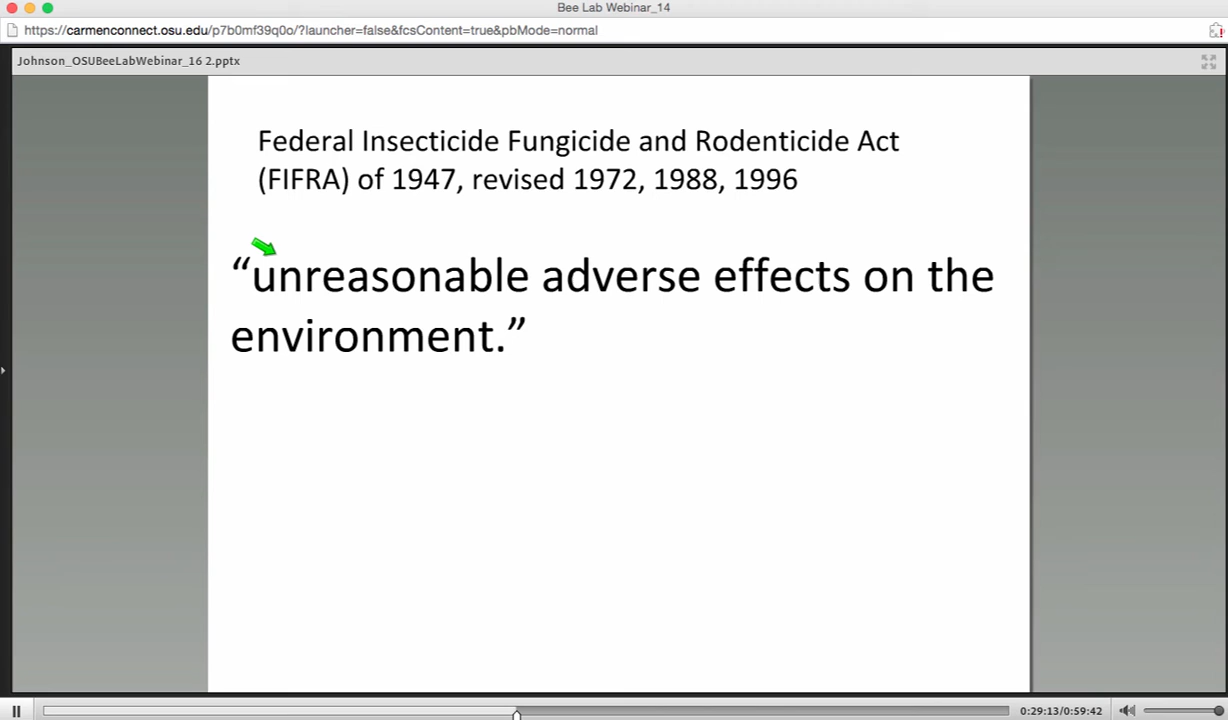 Bee Lab Webinar_14
https://carmenconnect.osu.edu/p7b0mf39q0o/?launcher=false&fcsContent=true&pbMode=normal
Johnson_OSUBeeLabWebinar_16 2.pptx
Federal Insecticide Fungicide and Rodenticide Act
(FIFRA) of 1947, revised 1972, 1988, 1996
“unreasonable adverse effects on the
environment.”
0:29:13/0:59:42